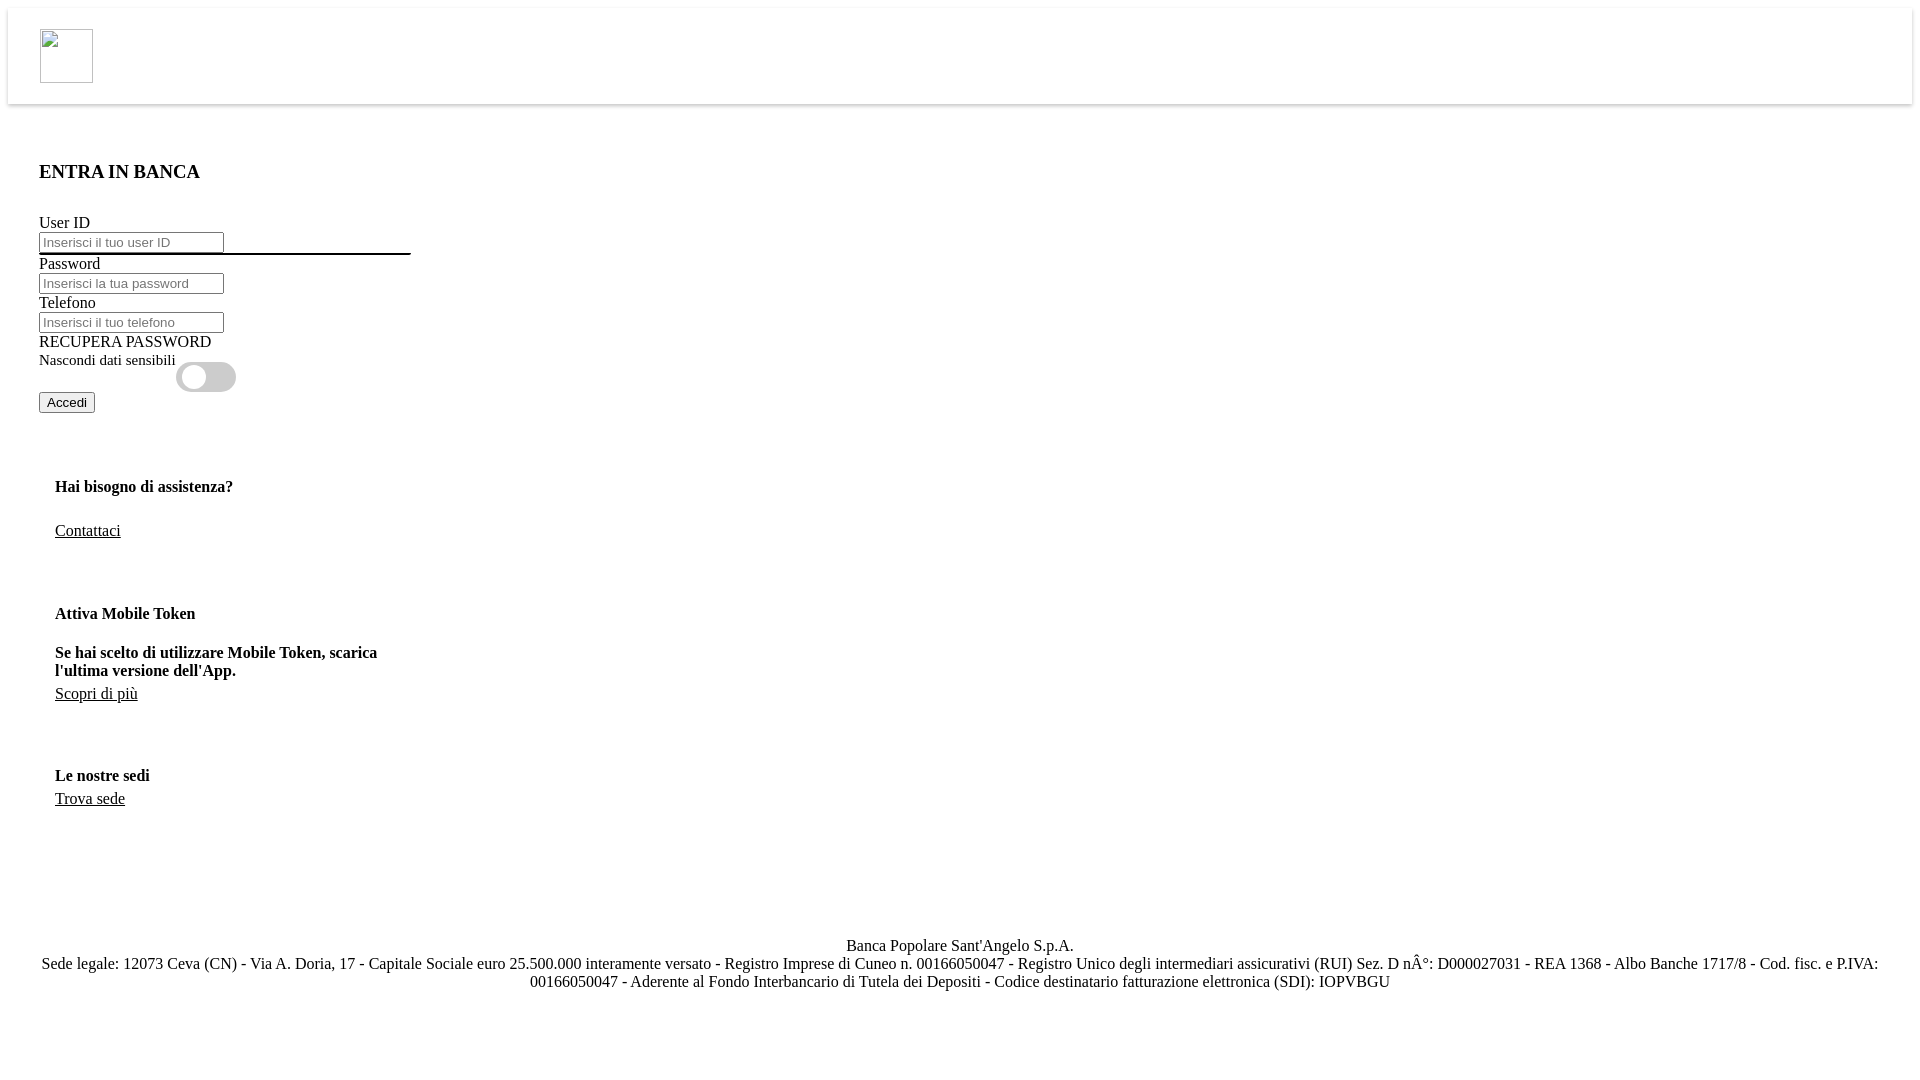 ENTRA IN BANCA
User ID
Inserisci il tuo user ID
Password
Inserisci la tua password
Telefono
Inserisci il tuo telefono
RECUPERA PASSWORD
Nascondi dati sensibili
Accedi
Hai bisogno di assistenza?
Contattaci
Attiva Mobile Token
Se hai scelto di utilizzare Mobile Token, scarica
l'ultima versione dell'App.
Scopri di più
Le nostre sedi
Trova sede
Banca Popolare Sant'Angelo S.p.A.
Sede legale: 12073 Ceva (CN) - Via A. Doria, 17 - Capitale Sociale euro 25.500.000 interamente versato - Registro Imprese di Cuneo n. 00166050047 - Registro Unico degli intermediari assicurativi (RUI) Sez. D nÂ°: D000027031 - REA 1368 - Albo Banche 1717/8 - Cod. fisc. e P.IVA:
00166050047 - Aderente al Fondo Interbancario di Tutela dei Depositi - Codice destinatario fatturazione elettronica (SDI): IOPVBGU